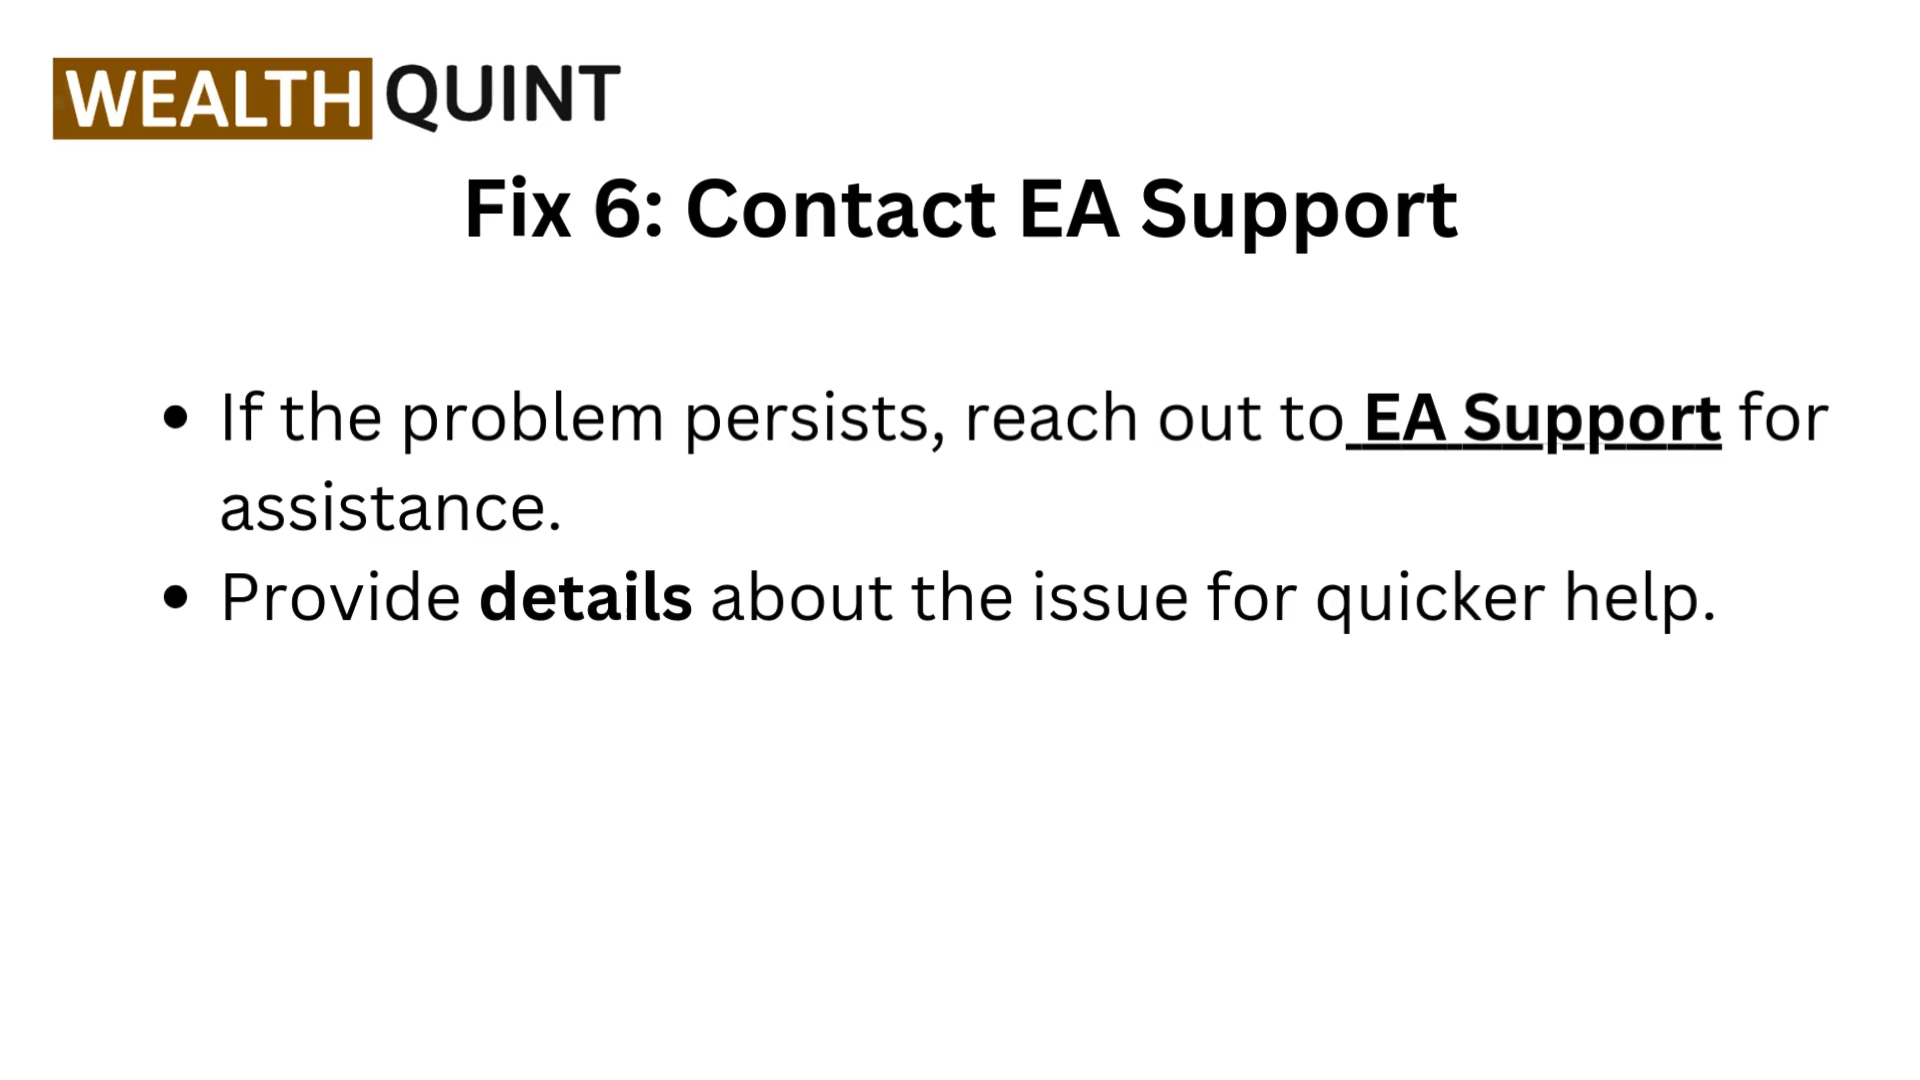 WEALTH QUINT
Fix 6: Contact EA Support
• If the problem persists, reach out to EA Support for
assistance.
• Provide details about the issue for quicker help.